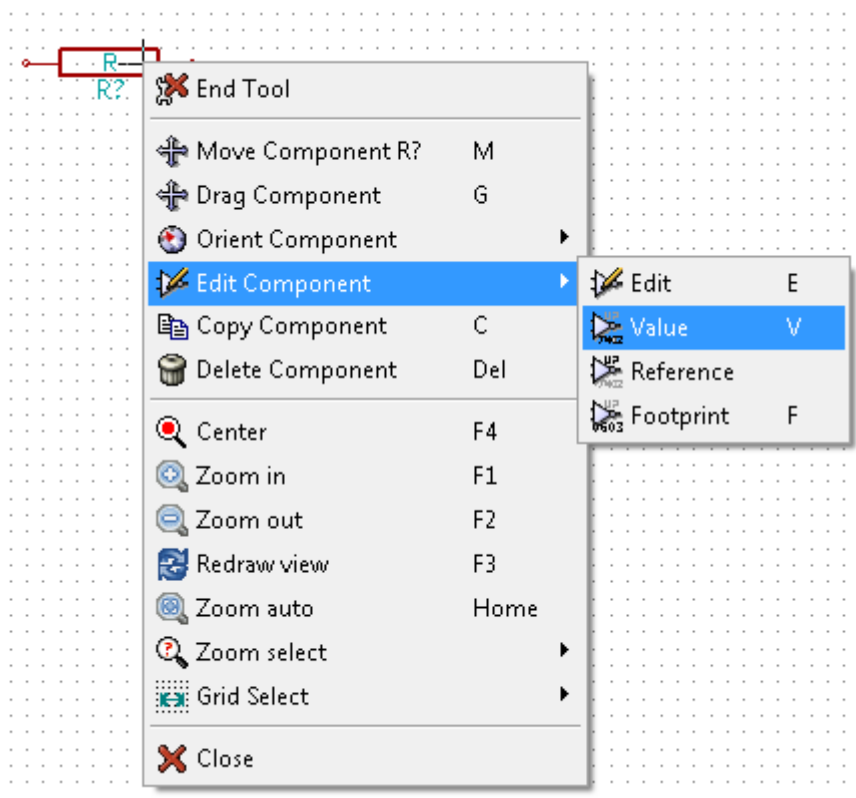 R
R?
End Tool
Move Component R? M
Drag Component G
Orient Component
Edit Component
Copy Component C
Delete Component Del
Center F4
Zoom in F1
Zoom out F2
Redraw view F3
Zoom auto Home
Zoom select
Grid Select
Close
Edit E
Value V
Reference
Footprint F